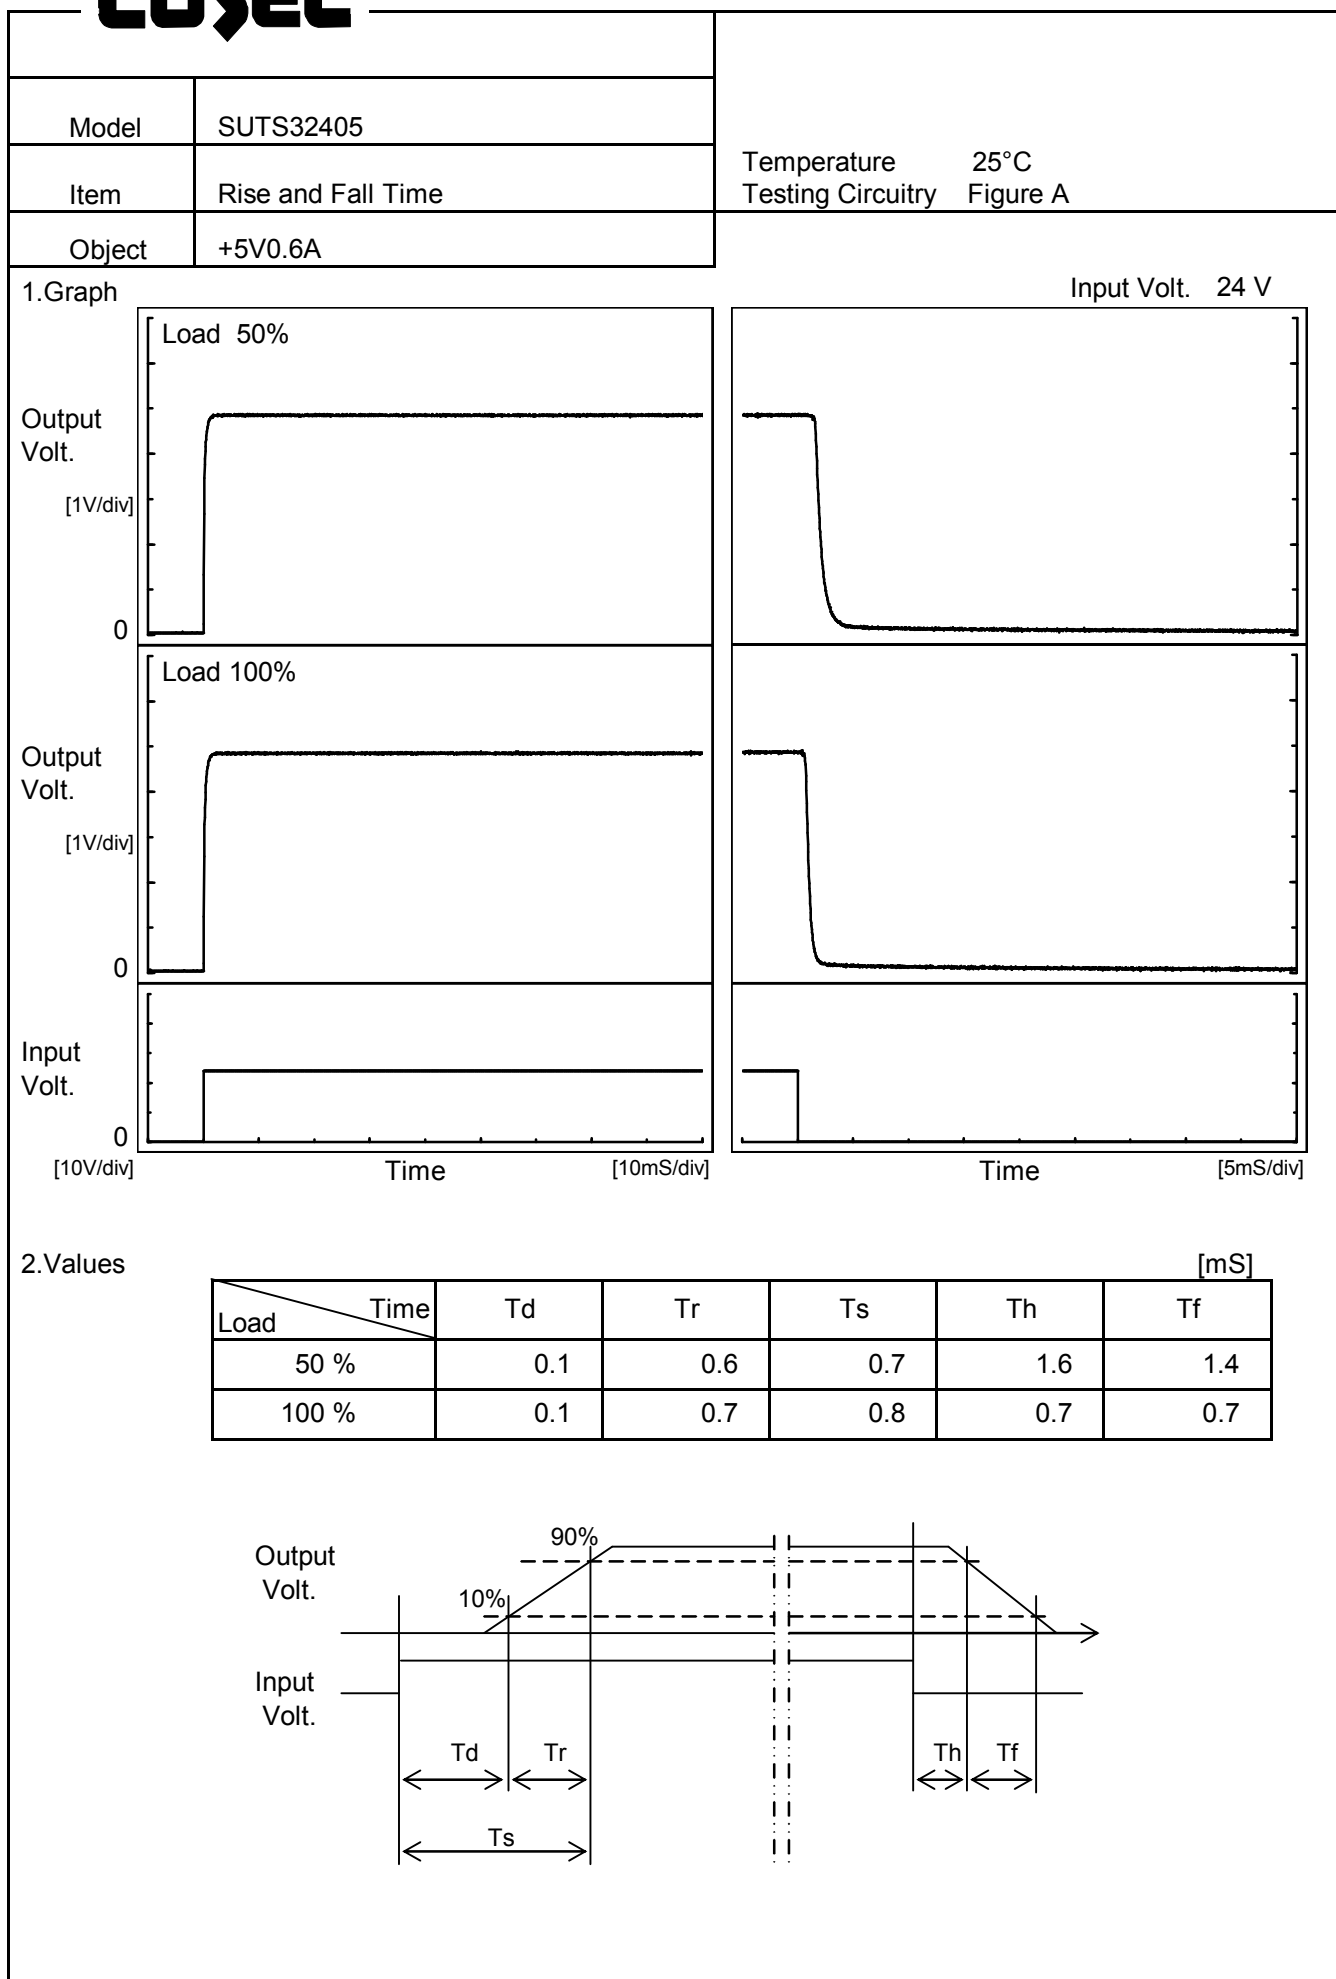 Model SUTS32405
Temperature 25°C
Item Rise and Fall Time Testing Circuitry Figure A
Object +5V0.6A
1.Graph Input Volt. 24 V
Load 50%
Output
Volt.
[1V/div]
0
Load 100%
Output
Volt.
[1V/div]
0
Input
Volt.
0
[10V/div] Time [10mS/div] Time [5mS/div]
2.Values [mS]
Time Td Tr Ts Th Tf
Load
50 % 0.1 0.6 0.7 1.6 1.4
100 % 0.1 0.7 0.8 0.7 0.7
90%
Output
Volt.
10%
Input
Volt.
Td Tr Th Tf
Ts